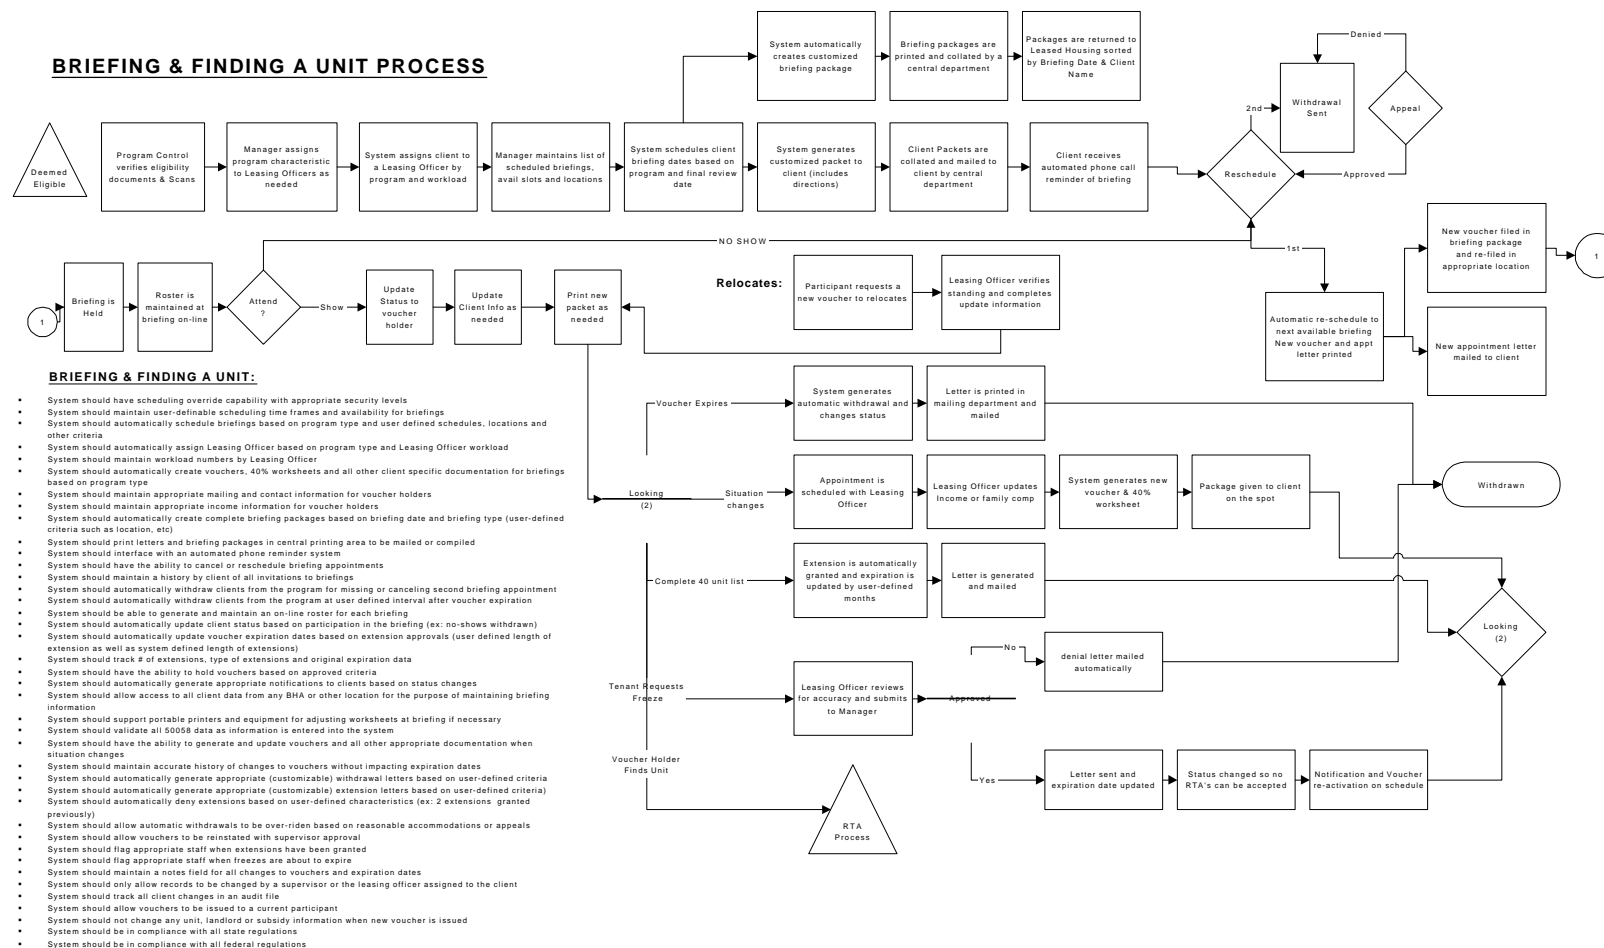 BRIEFING & FINDING A UNIT PROCESS
System automatically
creates customized
briefing package
Briefing packages are
printed and collated by a
central department
Packages are returned to
Leased Housing sorted
by Briefing Date & Client
Name
Denied
Withdrawal
Sent
Appeal
2nd
Approved
Deemed
Eligible
Program Control
verifies eligibility
documents & Scans
Manager assigns
program characteristic
to Leasing Officers as
needed
System assigns client to
a Leasing Officer by
program and workload
Manager maintains list of
scheduled briefings,
avail slots and locations
System schedules client
briefing dates based on
program and final review
date
System generates
customized packet to
client (includes
directions)
Client Packets are
collated and mailed to
client by central
department
Client receives
automated phone call
reminder of briefing
Reschedule
NO SHOW
1st
New voucher filed in
briefing package
and re-filed in
appropriate location
1
1
Briefing is
Held
Roster is
maintained at
briefing on-line
Attend
?
Show
Update
Status to
voucher
holder
Update
Client Info as
needed
Print new
packet as
needed
Relocates:
Participant requests a
new voucher to relocates
Leasing Officer verifies
standing and completes
update information
Automatic re-schedule to
next available briefing
New voucher and appt
letter printed
New appointment letter
mailed to client
BRIEFING & FINDING A UNIT:
▪ System should have scheduling override capability with appropriate security levels
▪ System should maintain user-definable scheduling time frames and availability for briefings
▪ System should automatically schedule briefings based on program type and user defined schedules, locations and
other criteria
▪ System should automatically assign Leasing Officer based on program type and Leasing Officer workload
▪ System should maintain workload numbers by Leasing Officer
▪ System should automatically create vouchers, 40% worksheets and all other client specific documentation for briefings
based on program type
▪ System should maintain appropriate mailing and contact information for voucher holders
▪ System should maintain appropriate income information for voucher holders
▪ System should automatically create complete briefing packages based on briefing date and briefing type (user-defined
criteria such as location, etc)
▪ System should print letters and briefing packages in central printing area to be mailed or compiled
▪ System should interface with an automated phone reminder system
▪ System should have the ability to cancel or reschedule briefing appointments
▪ System should maintain a history by client of all invitations to briefings
▪ System should automatically withdraw clients from the program for missing or canceling second briefing appointment
▪ System should automatically withdraw clients from the program at user defined interval after voucher expiration
▪ System should be able to generate and maintain an on-line roster for each briefing
▪ System should automatically update client status based on participation in the briefing (ex: no-shows withdrawn)
▪ System should automatically update voucher expiration dates based on extension approvals (user defined length of
extension as well as system defined length of extensions)
▪ System should track # of extensions, type of extensions and original expiration data
▪ System should have the ability to hold vouchers based on approved criteria
▪ System should automatically generate appropriate notifications to clients based on status changes
▪ System should allow access to all client data from any BHA or other location for the purpose of maintaining briefing
information
▪ System should support portable printers and equipment for adjusting worksheets at briefing if necessary
▪ System should validate all 50058 data as information is entered into the system
▪ System should have the ability to generate and update vouchers and all other appropriate documentation when
situation changes
▪ System should maintain accurate history of changes to vouchers without impacting expiration dates
▪ System should automatically generate appropriate (customizable) withdrawal letters based on user-defined criteria
▪ System should automatically generate appropriate (customizable) extension letters based on user-defined criteria)
▪ System should automatically deny extensions based on user-defined characteristics (ex: 2 extensions granted
previously)
▪ System should allow automatic withdrawals to be over-riden based on reasonable accommodations or appeals
▪ System should allow vouchers to be reinstated with supervisor approval
▪ System should flag appropriate staff when extensions have been granted
▪ System should flag appropriate staff when freezes are about to expire
▪ System should maintain a notes field for all changes to vouchers and expiration dates
▪ System should only allow records to be changed by a supervisor or the leasing officer assigned to the client
▪ System should track all client changes in an audit file
▪ System should allow vouchers to be issued to a current participant
▪ System should not change any unit, landlord or subsidy information when new voucher is issued
▪ System should be in compliance with all state regulations
▪ System should be in compliance with all federal regulations
Voucher Expires
System generates
automatic withdrawal and
changes status
Letter is printed in
mailing department and
mailed
Looking
(2)
Situation
changes
Appointment is
scheduled with Leasing
Officer
Leasing Officer updates
Income or family comp
System generates new
voucher & 40%
worksheet
Package given to client
on the spot
Withdrawn
Complete 40 unit list
Extension is automatically
granted and expiration is
updated by user-defined
months
Letter is generated
and mailed
Looking
(2)
No
denial letter mailed
automatically
Tenant Requests
Freeze
Leasing Officer reviews
for accuracy and submits
to Manager
Approved
Voucher Holder
Finds Unit
Yes
Letter sent and
expiration date updated
Status changed so no
RTA's can be accepted
Notification and Voucher
re-activation on schedule
RTA
Process